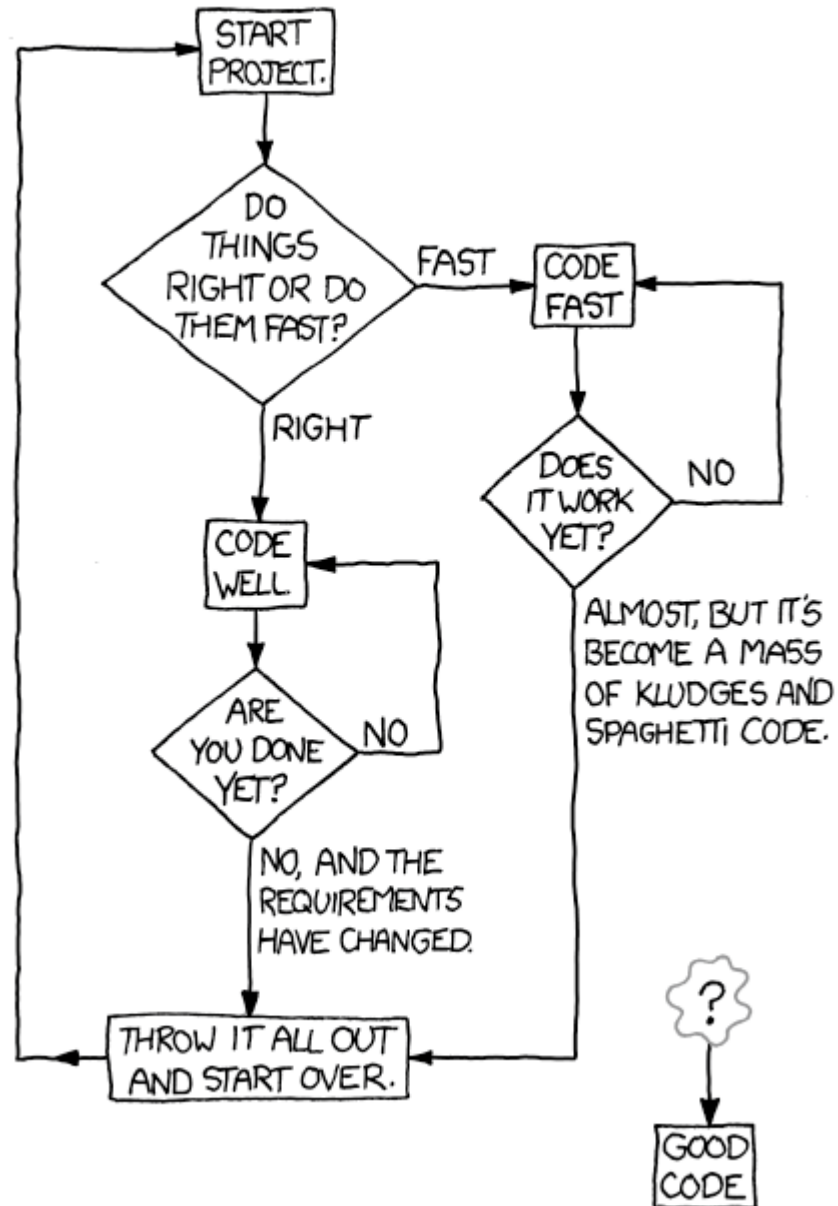 START
PROJECT.
DO
THINGS
RIGHT OR DO
THEM FAST?
FAST
CODE
FAST
RIGHT
DOES
IT WORK
YET?
NO
CODE
WELL.
ALMOST, BUT IT'S
BECOME A MASS
OF KLUDGES AND
SPAGHETTI CODE.
ARE
YOU DONE
YET?
NO
NO, AND THE
REQUIREMENTS
HAVE CHANGED.
THROW IT ALL OUT
AND START OVER.
?
GOOD
CODE